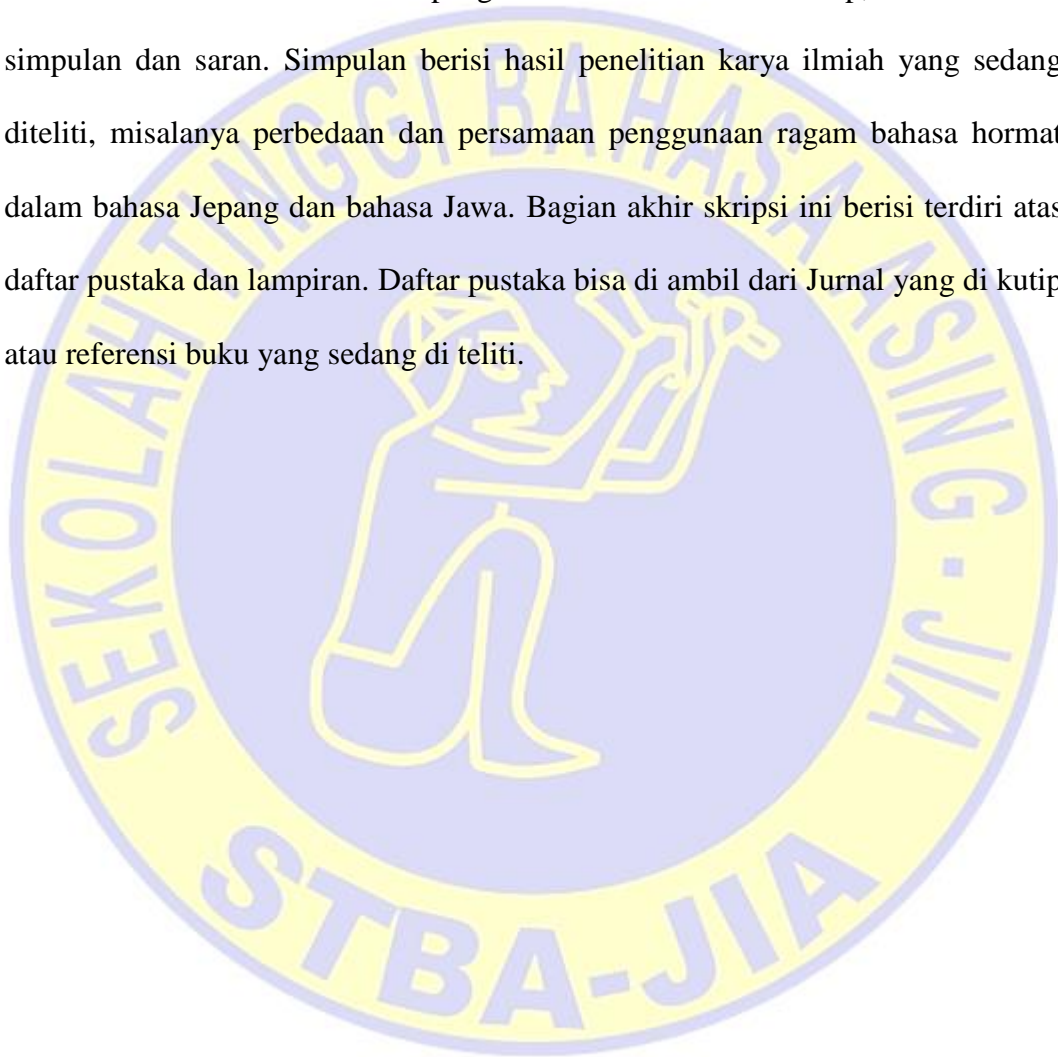 simpulan dan saran. Simpulan berisi hasil penelitian karya ilmiah yang sedang
diteliti, misalanya perbedaan dan persamaan penggunaan ragam bahasa hormat
dalam bahasa Jepang dan bahasa Jawa. Bagian akhir skripsi ini berisi terdiri atas
daftar pustaka dan lampiran. Daftar pustaka bisa di ambil dari Jurnal yang di kutip
atau referensi buku yang sedang di teliti.
SEKOLAH TINGGI BAHASA ASING - JIA
STBA-JIA